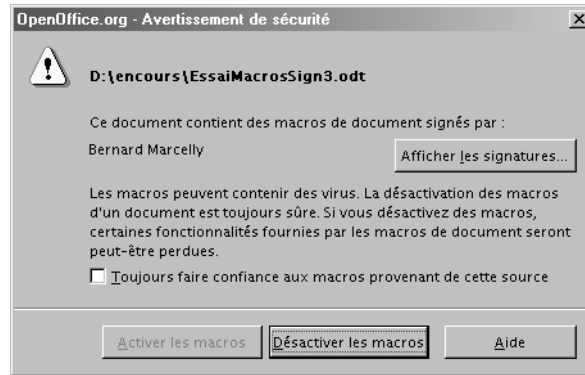 OpenOffice.org - Avertissement de sécurité
D:\encours\EssaiMacrosSign3.odt
Ce document contient des macros de document signés par :
Bernard Marcelly
Afficher les signatures...
Les macros peuvent contenir des virus. La désactivation des macros
d'un document est toujours sûre. Si vous désactivez des macros,
certaines fonctionnalités fournies par les macros de document seront
peut-être perdues.
Toujours faire confiance aux macros provenant de cette source
Activer les macros Désactiver les macros Aide